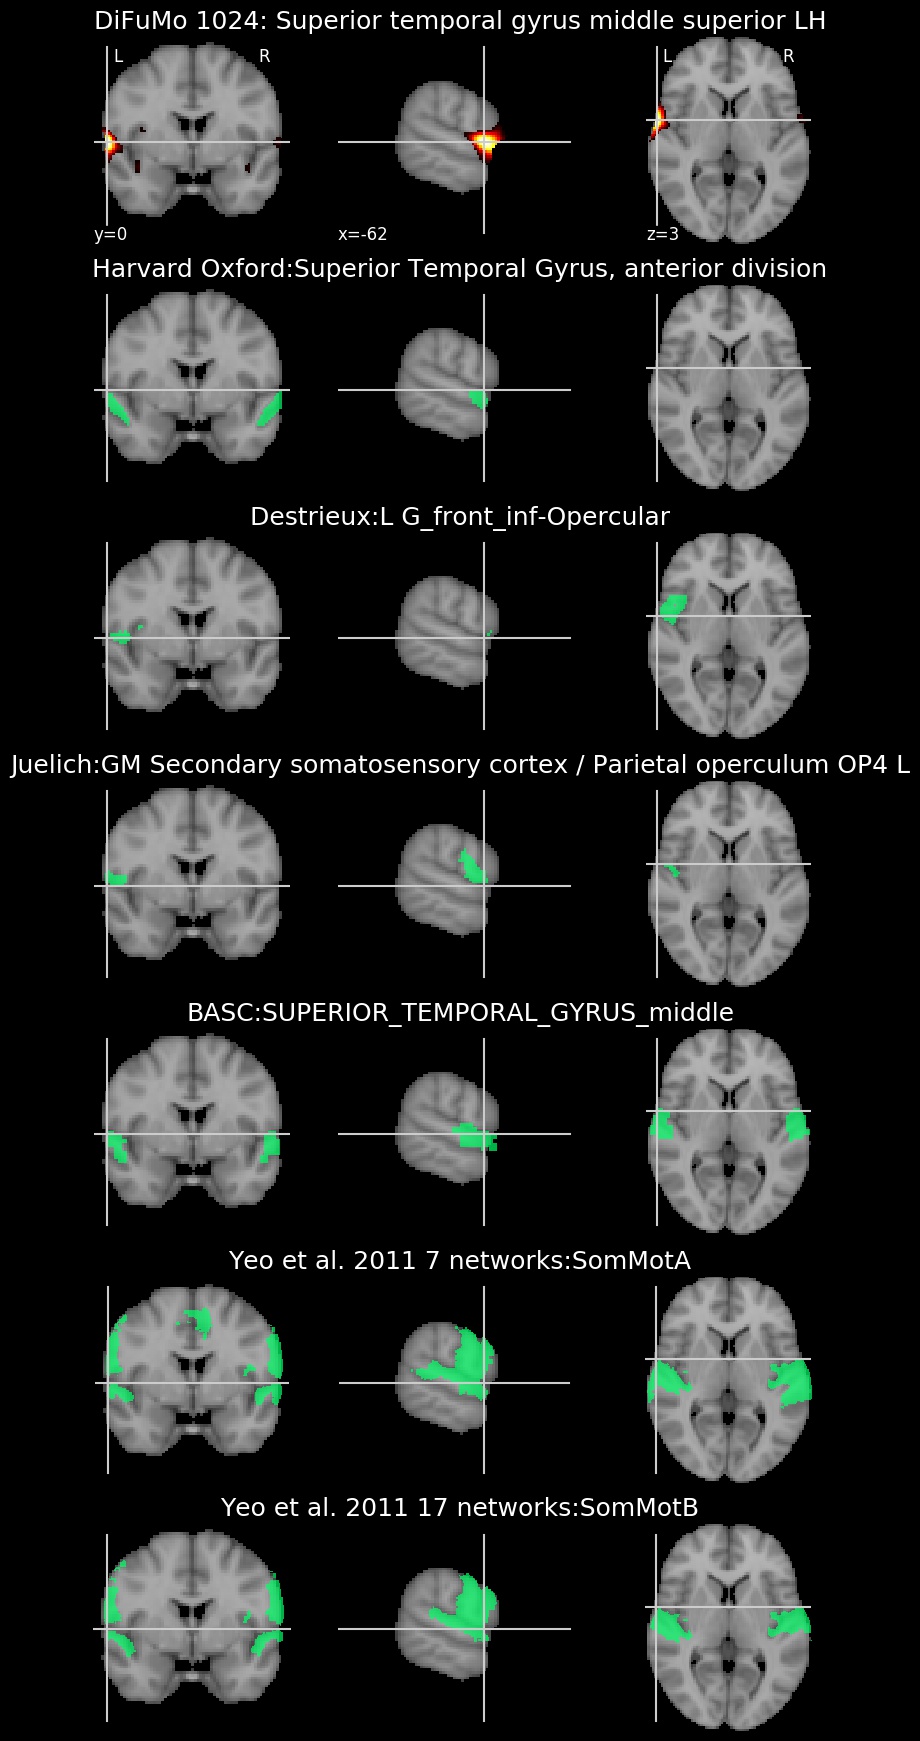 DiFuMo 1024: Superior temporal gyrus middle superior LH
L R L R
y=0 x=-62 z=3
Harvard Oxford:Superior Temporal Gyrus, anterior division
Destrieux:L G_front_inf-Opercular
Juelich:GM Secondary somatosensory cortex / Parietal operculum OP4 L
BASC:SUPERIOR_TEMPORAL_GYRUS_middle
Yeo et al. 2011 7 networks:SomMotA
Yeo et al. 2011 17 networks:SomMotB